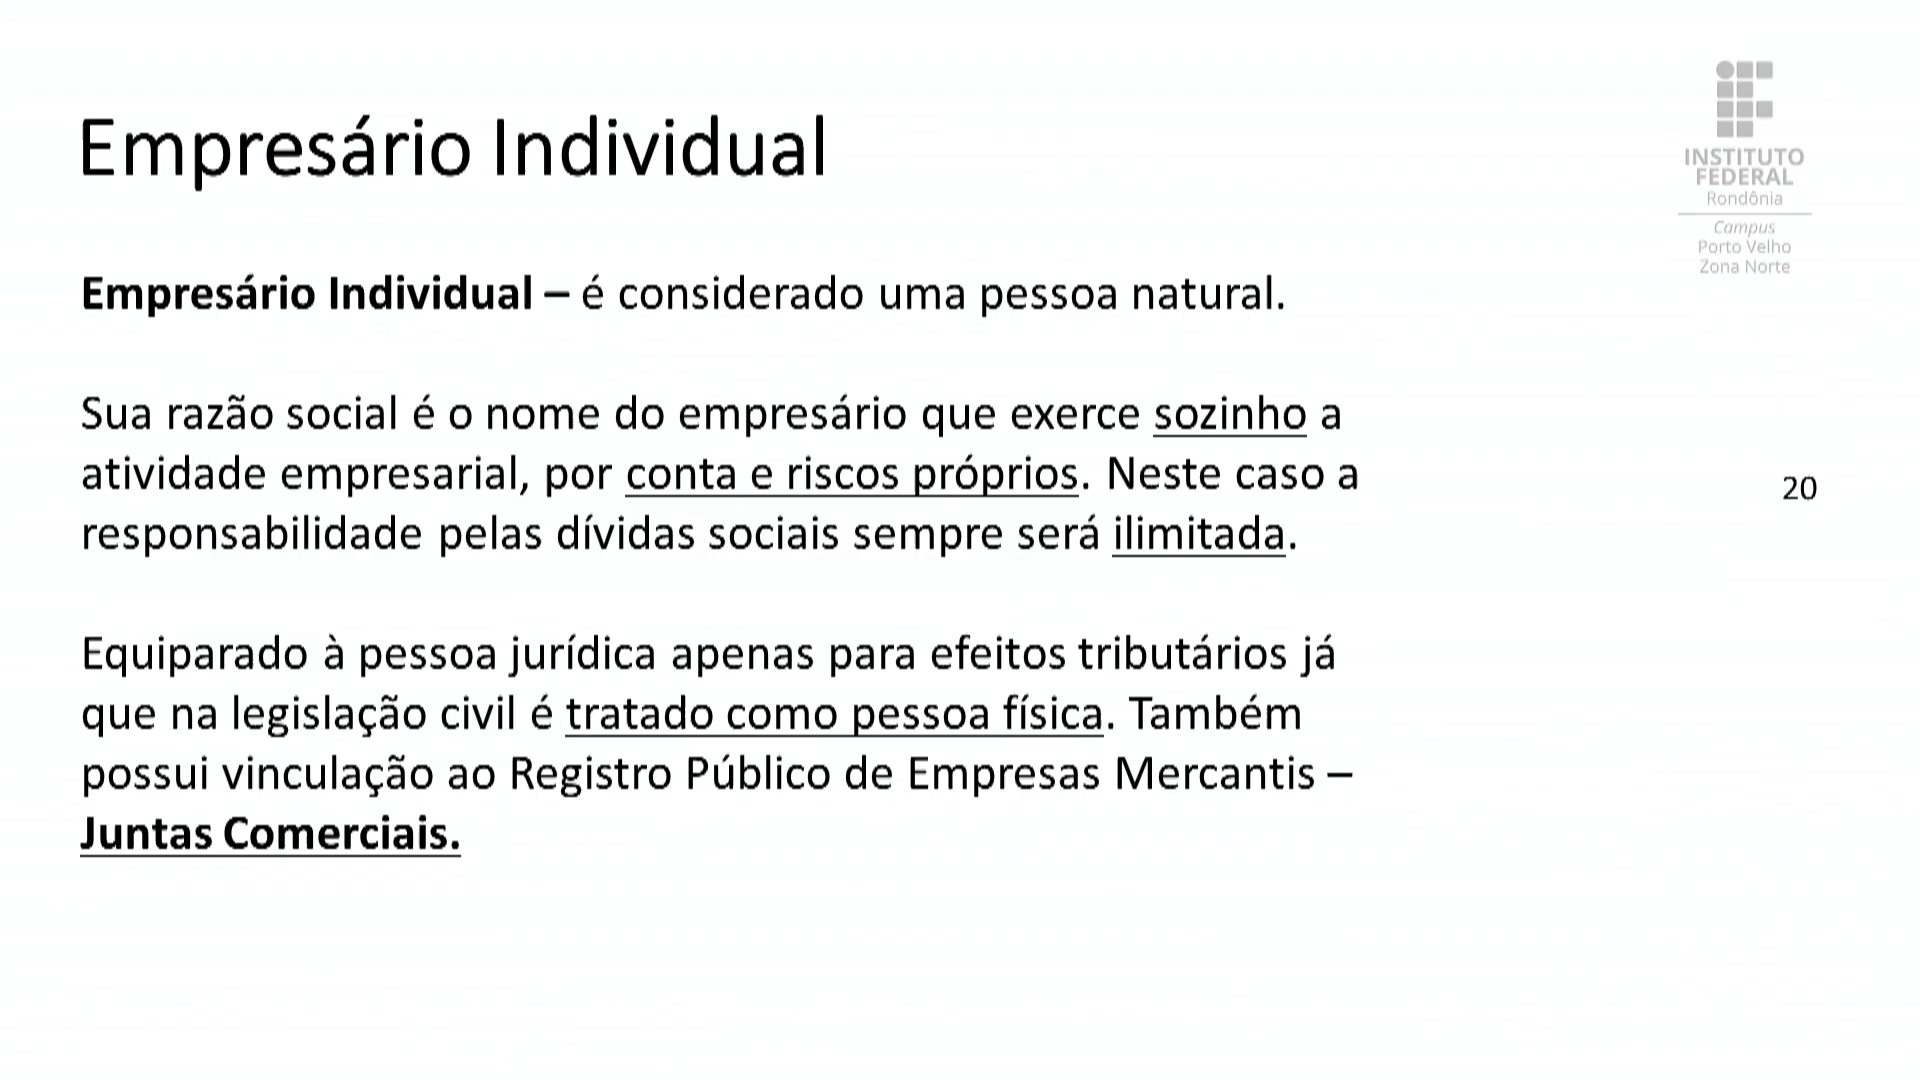 Empresário Individual
INSTITUTO
FEDERAL
Rondônia
Campus
Porto Velho
Zona Norte
Empresário Individual – é considerado uma pessoa natural.
Sua razão social é o nome do empresário que exerce sozinho a
atividade empresarial, por conta e riscos próprios. Neste caso a
responsabilidade pelas dívidas sociais sempre será ilimitada.
20
Equiparado à pessoa jurídica apenas para efeitos tributários já
que na legislação civil é tratado como pessoa física. Também
possui vinculação ao Registro Público de Empresas Mercantis –
Juntas Comerciais.